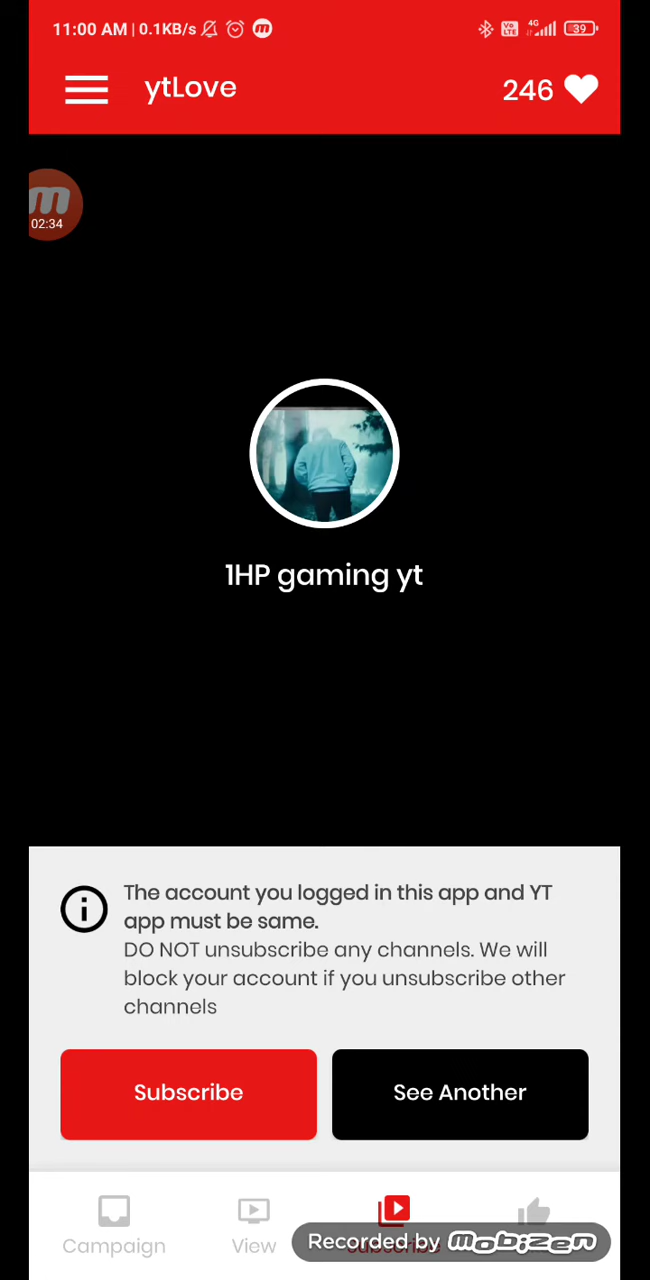 11:00 AM | 0.1KB/s
4G
39
ytLove
246
02:34
1HP gaming yt
The account you logged in this app and YT
app must be same.
DO NOT unsubscribe any channels. We will
block your account if you unsubscribe other
channels
Subscribe
See Another
Campaign
View
Recorded by mobizen